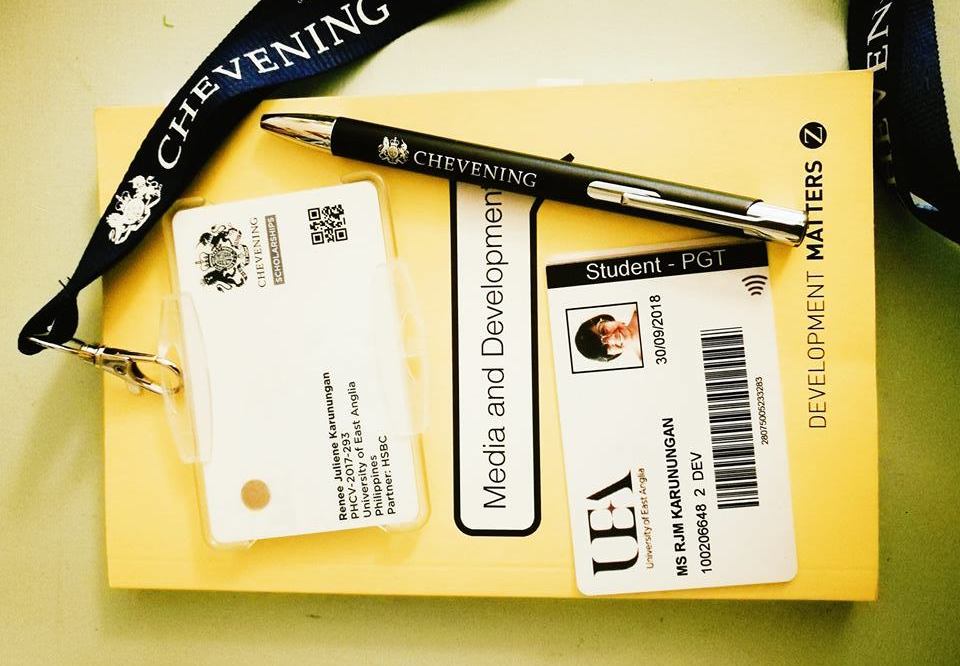 CHEVENING
CHEVEN
CHEVENING
CHEVENING
SCHOLARSHIPS
Renee Juliene Karunungan
PHCV-2017-293
University of East Anglia
Philippines
Partner: HSBC
Media and Development
Student - PGT
30/09/2018
UEA
University of East Anglia
MS RJM KARUNUNGAN
100206648 2 DEV
28075005233283
DEVELOPMENT MATTERS Z